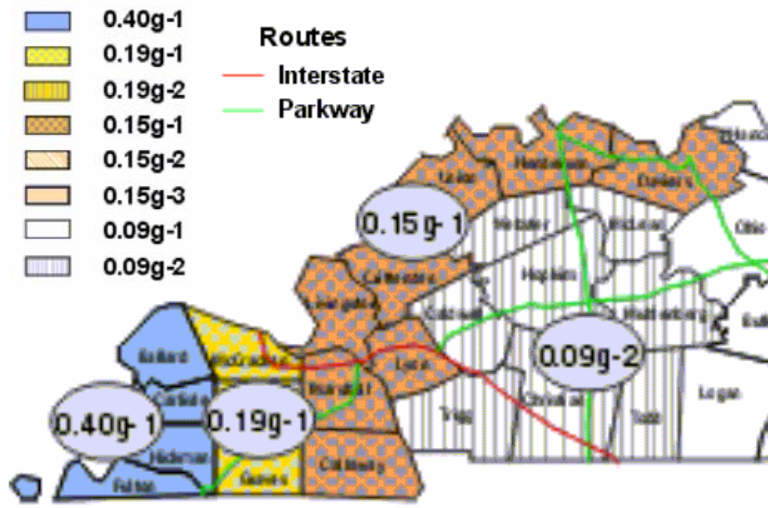 0.40g-1
0.19g-1
0.19g-2
0.15g-1
0.15g-2
0.15g-3
0.09g-1
0.09g-2
Routes
Interstate
Parkway
Henderson
Daviess
Union
0.15g-1
Webster
McLean
Ohio
Hopkins
Livingston
Caldwell
Ballard
McCracken
Lyon
0.09g-2
Marshall
Carlisle
Christian
Logan
0.40g-1
0.19g-1
Trigg
Todd
Hickman
Calloway
Graves
Fulton